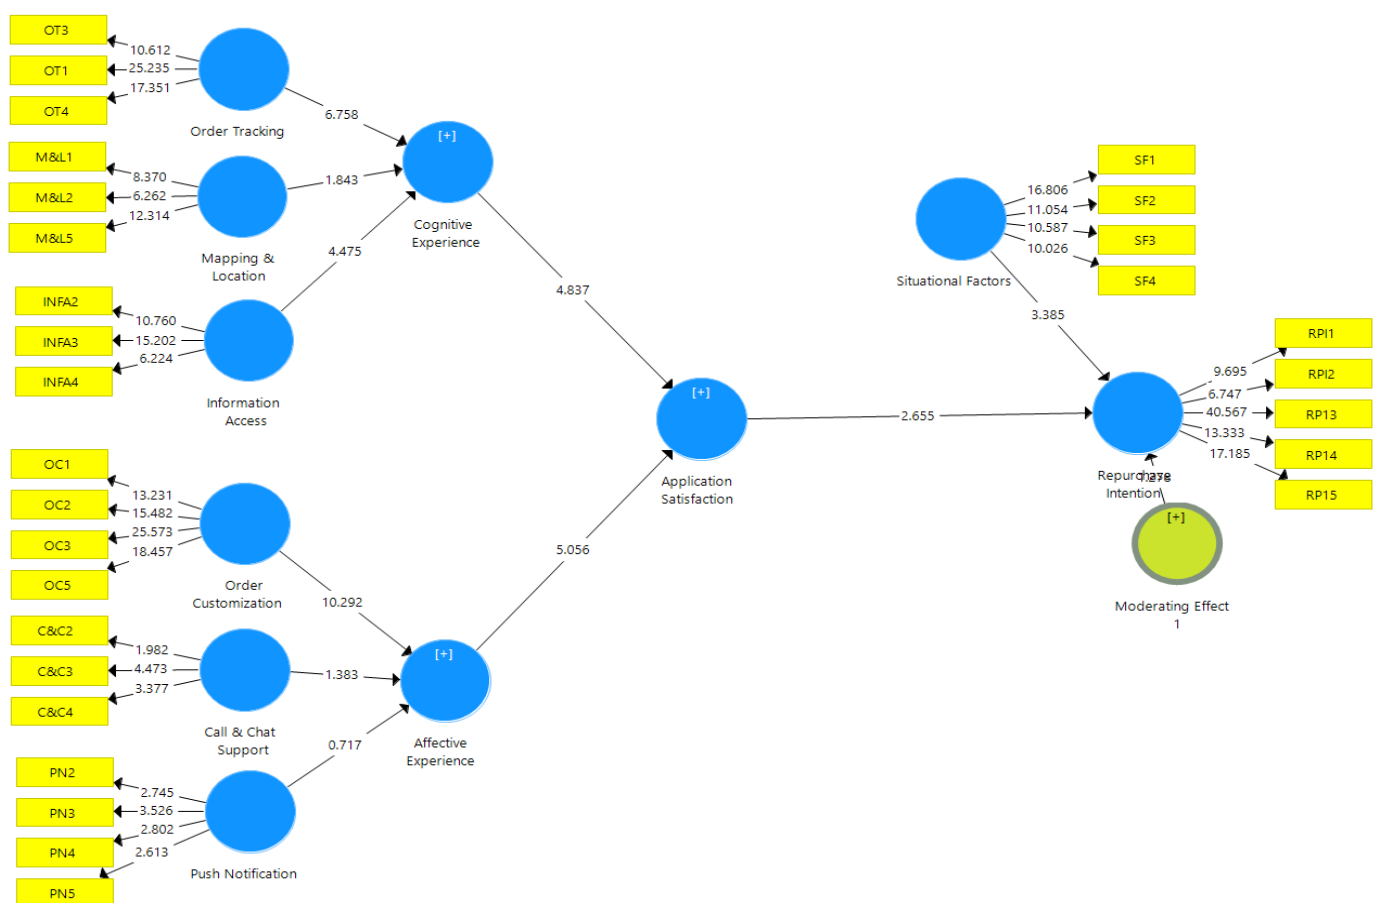 OT3
10.612
OT1
25.235
17.351
OT4
Order Tracking
6.758
[+]
Cognitive
Experience
M&L1
8.370
M&L2
6.262
12.314
M&L5
Mapping &
Location
1.843
INFA2
10.760
INFA3
15.202
6.224
INFA4
Information
Access
4.475
4.837
[+]
Application
Satisfaction
2.655
SF1
16.806
SF2
11.054
10.587
SF3
10.026
SF4
Situational Factors
3.385
RPI1
9.695
RPI2
6.747
40.567
RP13
13.333
RP14
17.185
RP15
Intention
[+]
Moderating Effect
1
OC1
13.231
OC2
15.482
25.573
OC3
18.457
OC5
Order
Customization
10.292
5.056
C&C2
1.982
4.473
C&C3
3.377
C&C4
Call & Chat
Support
1.383
[+]
Affective
Experience
0.717
PN2
2.745
PN3
3.526
2.802
PN4
2.613
PN5
Push Notification